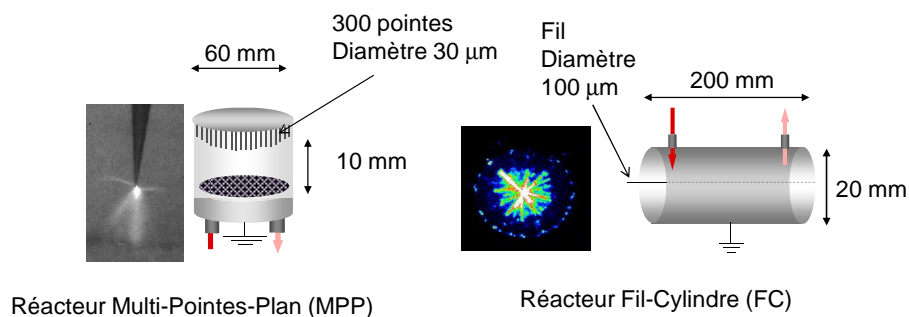 300 pointes
Diamètre 30 μm
60 mm
10 mm
Réacteur Multi-Pointes-Plan (MPP)
Fil
Diamètre
100 μm
200 mm
20 mm
Réacteur Fil-Cylindre (FC)